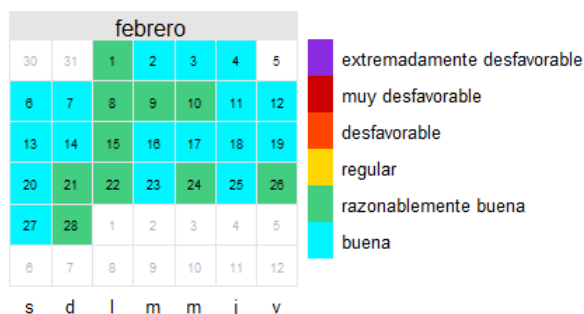 febrero
30 31 1 2 3 4 5
6 7 8 9 10 11 12
13 14 15 16 17 18 19
20 21 22 23 24 25 26
27 28 1 2 3 4 5
6 7 8 9 10 11 12
s d l m m j v
extremadamente desfavorable
muy desfavorable
desfavorable
regular
razonablemente buena
buena